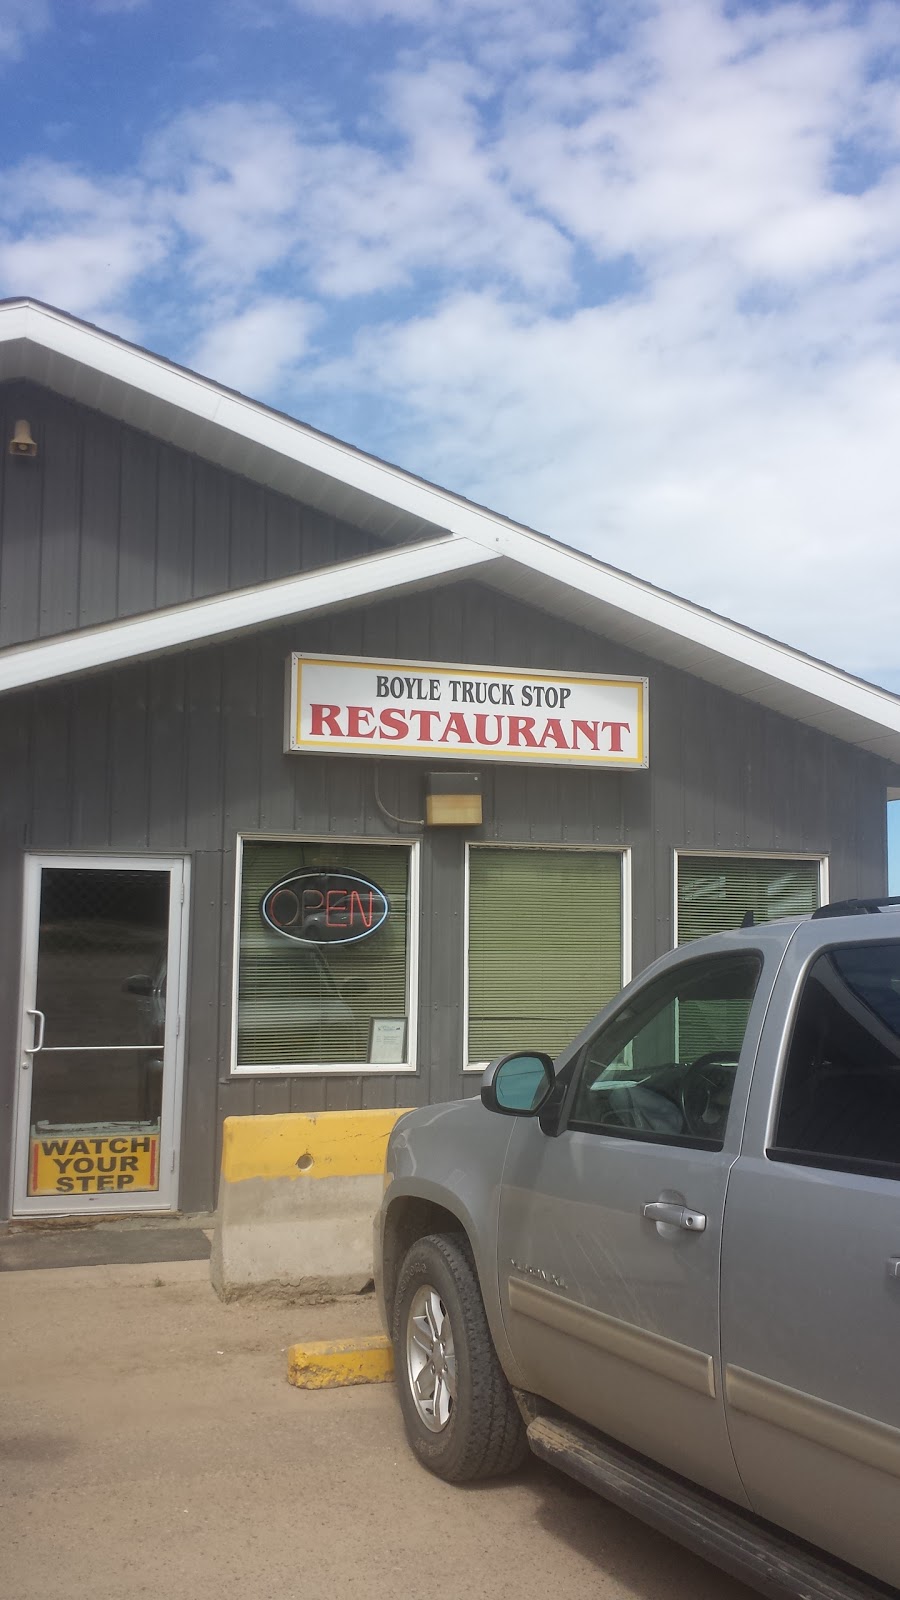 BOYLE TRUCK STOP
RESTAURANT
OPEN
WATCH
YOUR
STEP